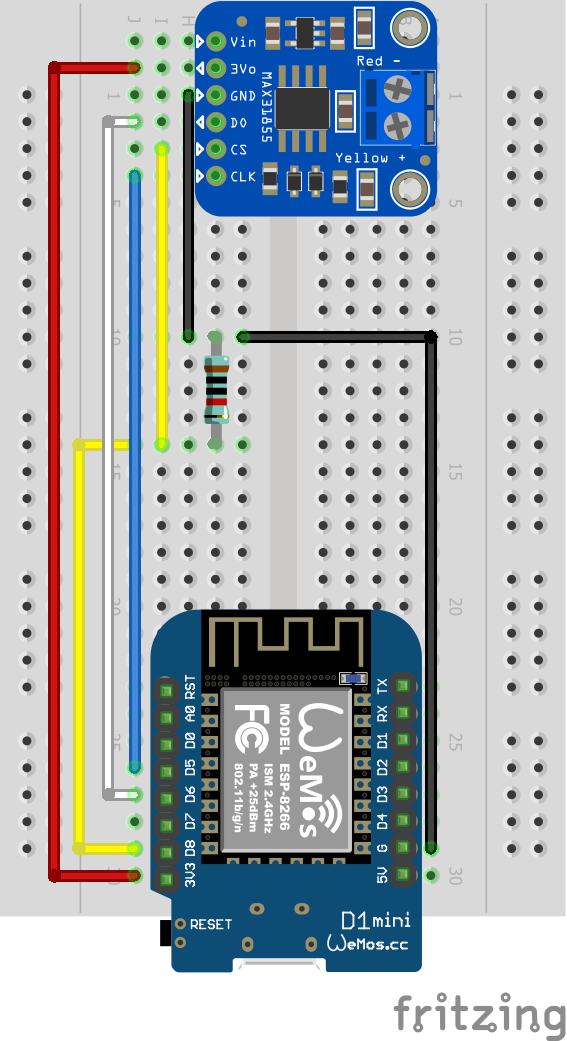 J I H
Vin
3Vo
GND
DO
CS
CLK
MAX31855
Red -
Yellow +
1
1
5
5
10
10
15
15
20
20
25
25
30
30
RST
A0
D0
D5
D6
D7
D8
3V3
TX
RX
D1
D2
D3
D4
G
5V
WeMos
MODEL ESP-8266
ISM 2.4GHz
PA +25dBm
802.11b/g/n
FC
RESET
D1 mini
WeMos.cc
fritzing